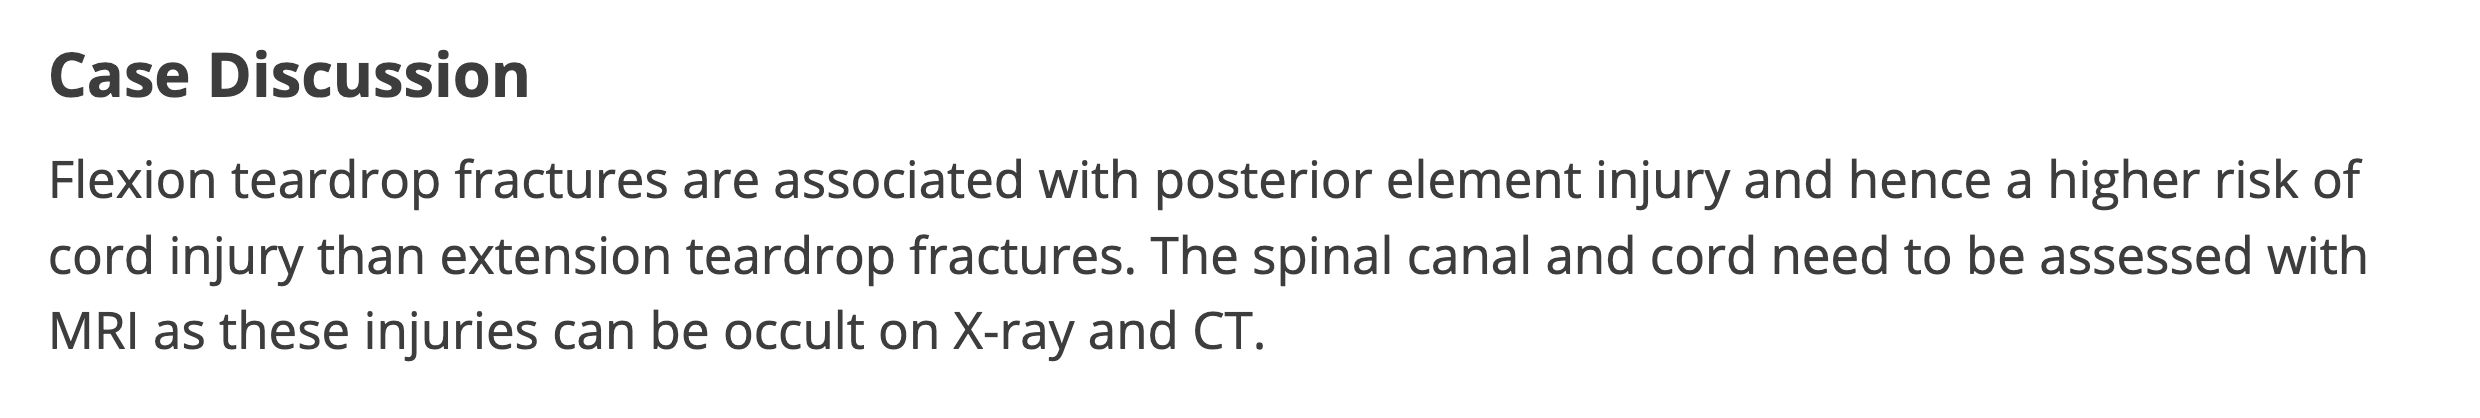 Case Discussion
Flexion teardrop fractures are associated with posterior element injury and hence a higher risk of
cord injury than extension teardrop fractures. The spinal canal and cord need to be assessed with
MRI as these injuries can be occult on X-ray and CT.